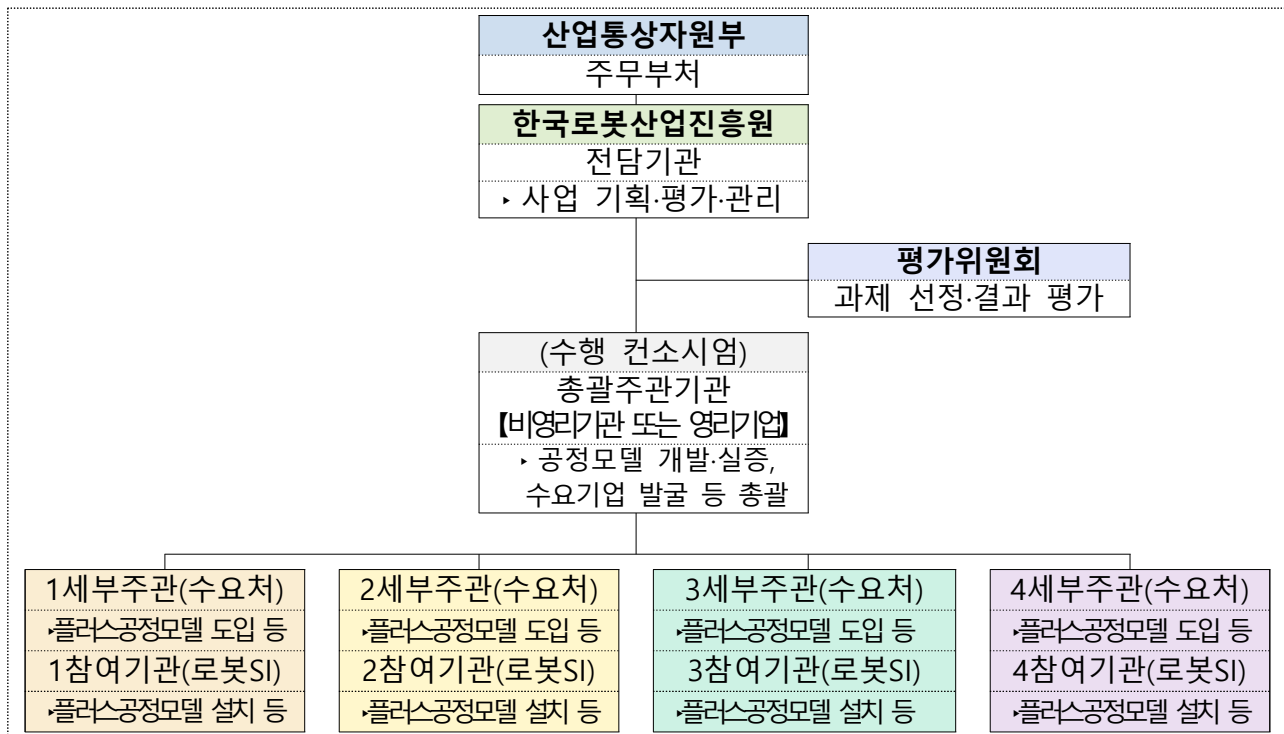 산업통상자원부
주무부처
한국로봇산업진흥원
전담기관
‣ 사업 기획·평가·관리
평가위원회
과제 선정·결과 평가
(수행 컨소시엄)
총괄주관기관
【비영리기관 또는 영리기업】
‣ 공정모델 개발·실증,
수요기업 발굴 등 총괄
1세부주관(수요처)
‣플러스공정모델 도입 등
1참여기관(로봇SI)
‣플러스공정모델 설치 등
2세부주관(수요처)
‣플러스공정모델 도입 등
2참여기관(로봇SI)
‣플러스공정모델 설치 등
3세부주관(수요처)
‣플러스공정모델 도입 등
3참여기관(로봇SI)
‣플러스공정모델 설치 등
4세부주관(수요처)
‣플러스공정모델 도입 등
4참여기관(로봇SI)
‣플러스공정모델 설치 등